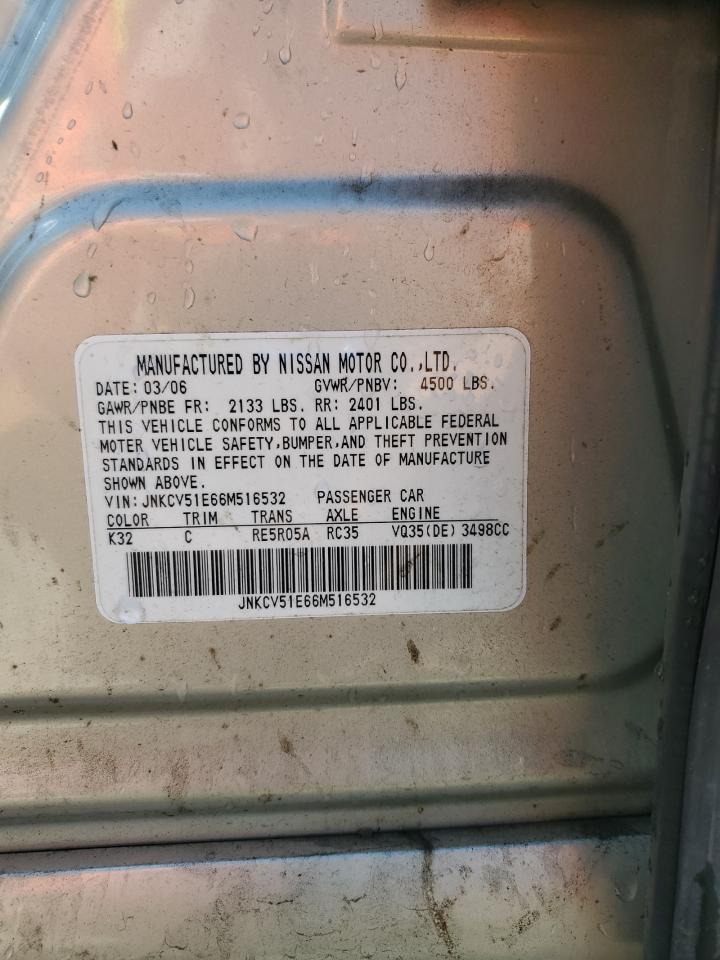 MANUFACTURED BY NISSAN MOTOR CO.,LTD.
DATE: 03/06 GVWR/PNBV: 4500 LBS.
GAWR/PNBE FR: 2133 LBS. RR: 2401 LBS.
THIS VEHICLE CONFORMS TO ALL APPLICABLE FEDERAL
MOTER VEHICLE SAFETY,BUMPER,AND THEFT PREVENTION
STANDARDS IN EFFECT ON THE DATE OF MANUFACTURE
SHOWN ABOVE.
VIN: JNKCV51E66M516532 PASSENGER CAR
COLOR TRIM TRANS AXLE ENGINE
K32 C RE5R05A RC35 VQ35(DE) 3498CC
JNKCV51E66M516532